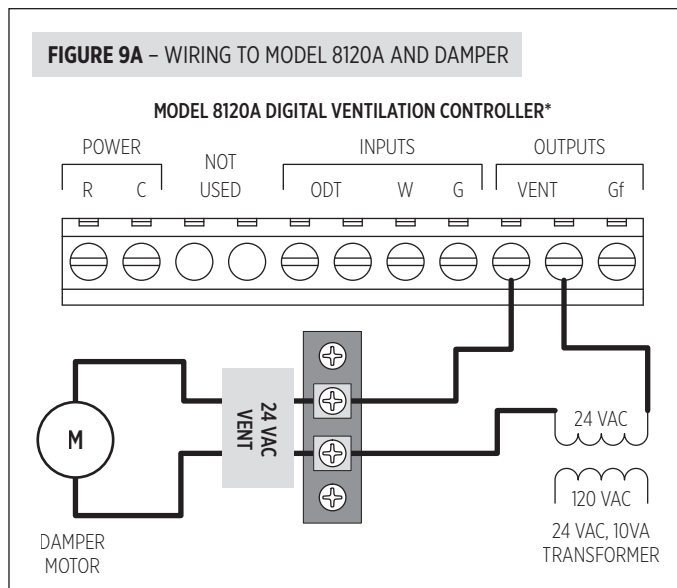 FIGURE 9A – WIRING TO MODEL 8120A AND DAMPER
MODEL 8120A DIGITAL VENTILATION CONTROLLER*
POWER
NOT
USED
INPUTS
OUTPUTS
R C ODT W G VENT Gf
24 VAC
VENT
M
DAMPER
MOTOR
24 VAC
120 VAC
24 VAC, 10VA
TRANSFORMER